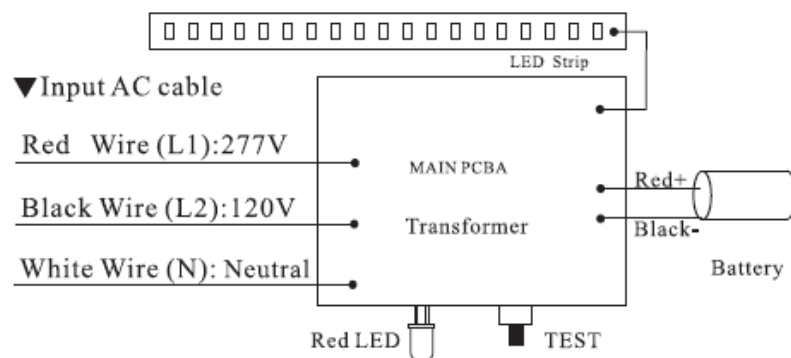 LED Strip
▼Input AC cable
Red Wire (L1):277V
MAIN PCBA
Red+
Black Wire (L2):120V
Transformer
Black-
White Wire (N): Neutral
Battery
Red LED
TEST